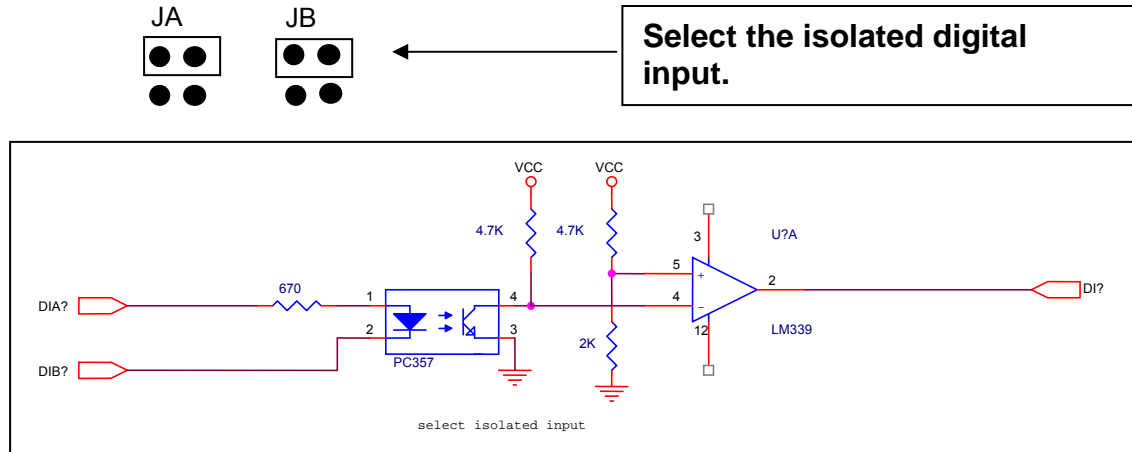 JA JB
Select the isolated digital
input.
VCC VCC
4.7K 4.7K U?A
3
5
+
670 1 4 4 - 2
DIA? DI?
2 3 12 LM339
2K
PC357
DIB?
select isolated input